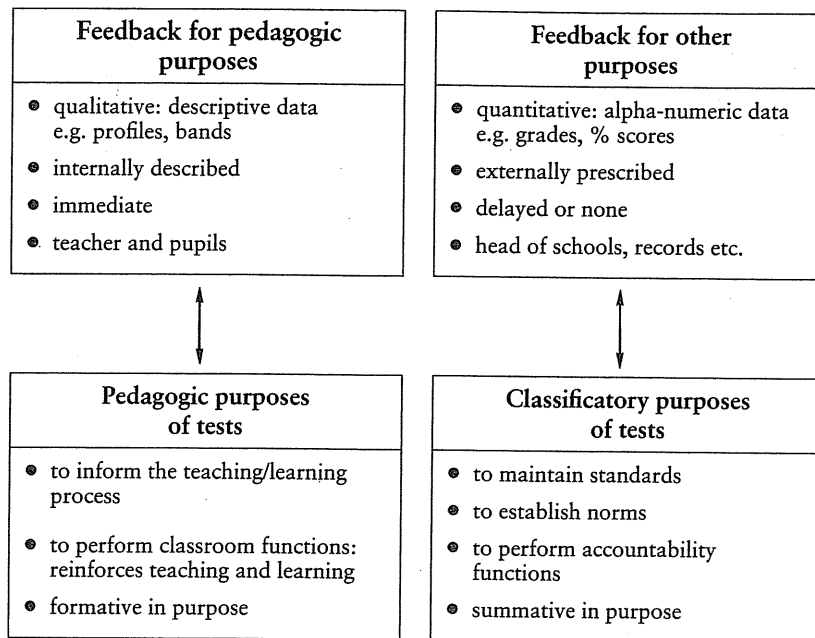 Feedback for pedagogic
purposes
● qualitative: descriptive data
e.g. profiles, bands
● internally described
● immediate
● teacher and pupils
Feedback for other
purposes
● quantitative: alpha-numeric data
e.g. grades, % scores
● externally prescribed
● delayed or none
● head of schools, records etc.
Pedagogic purposes
of tests
● to inform the teaching/learning
process
● to perform classroom functions:
reinforces teaching and learning
● formative in purpose
Classificatory purposes
of tests
● to maintain standards
● to establish norms
● to perform accountability
functions
● summative in purpose